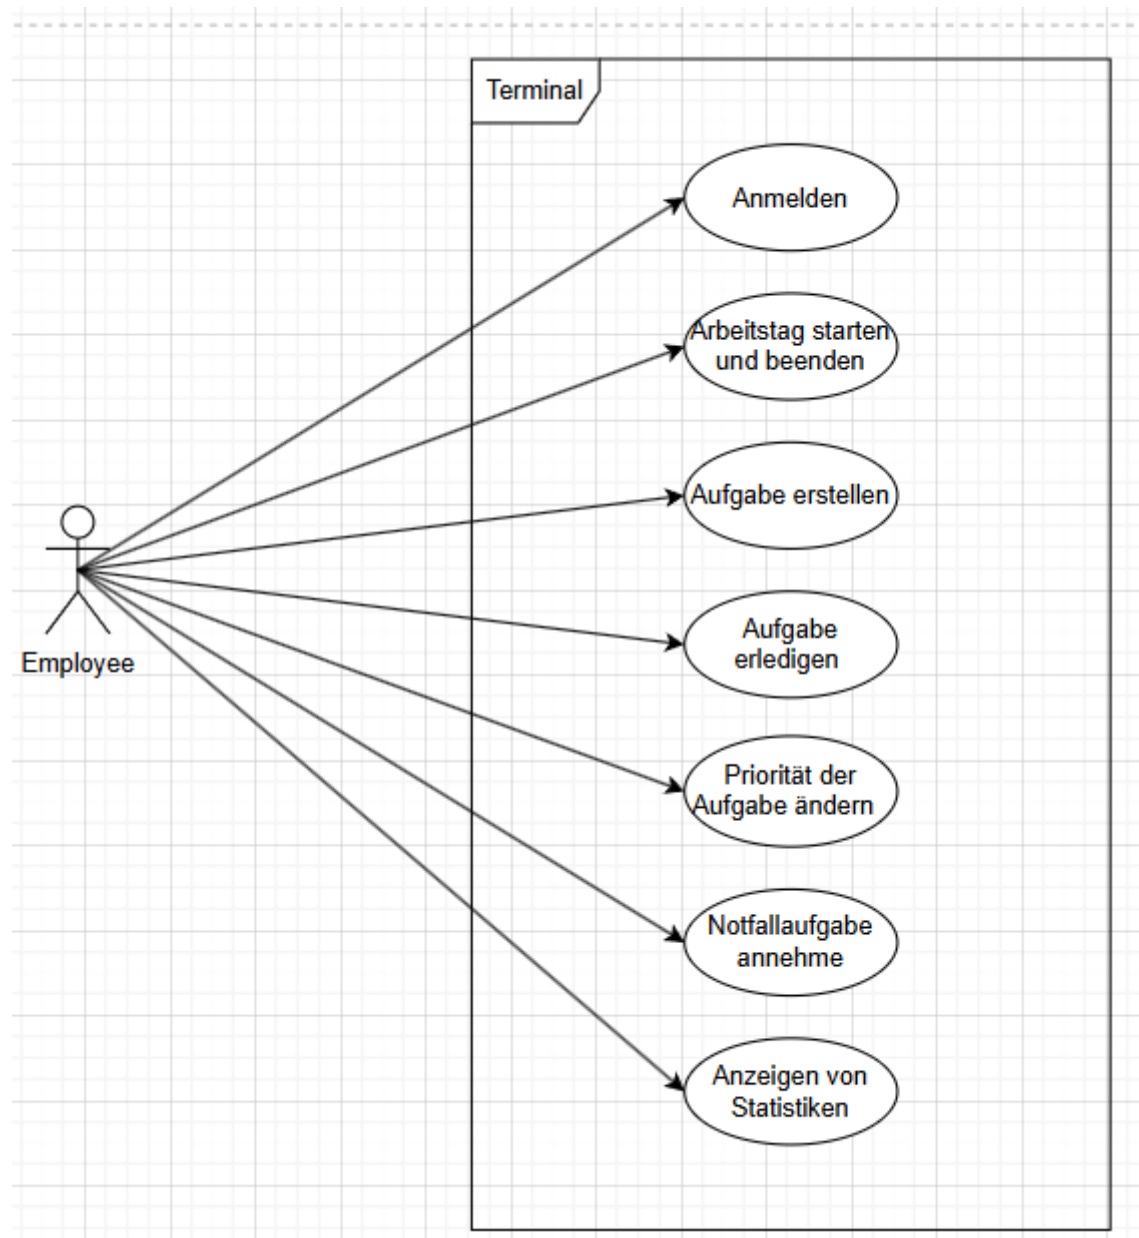 Terminal
Anmelden
Arbeitstag starten
und beenden
Aufgabe erstellen
Aufgabe
erledigen
Employee
Priorität der
Aufgabe ändern
Notfallaufgabe
annehme
Anzeigen von
Statistiken